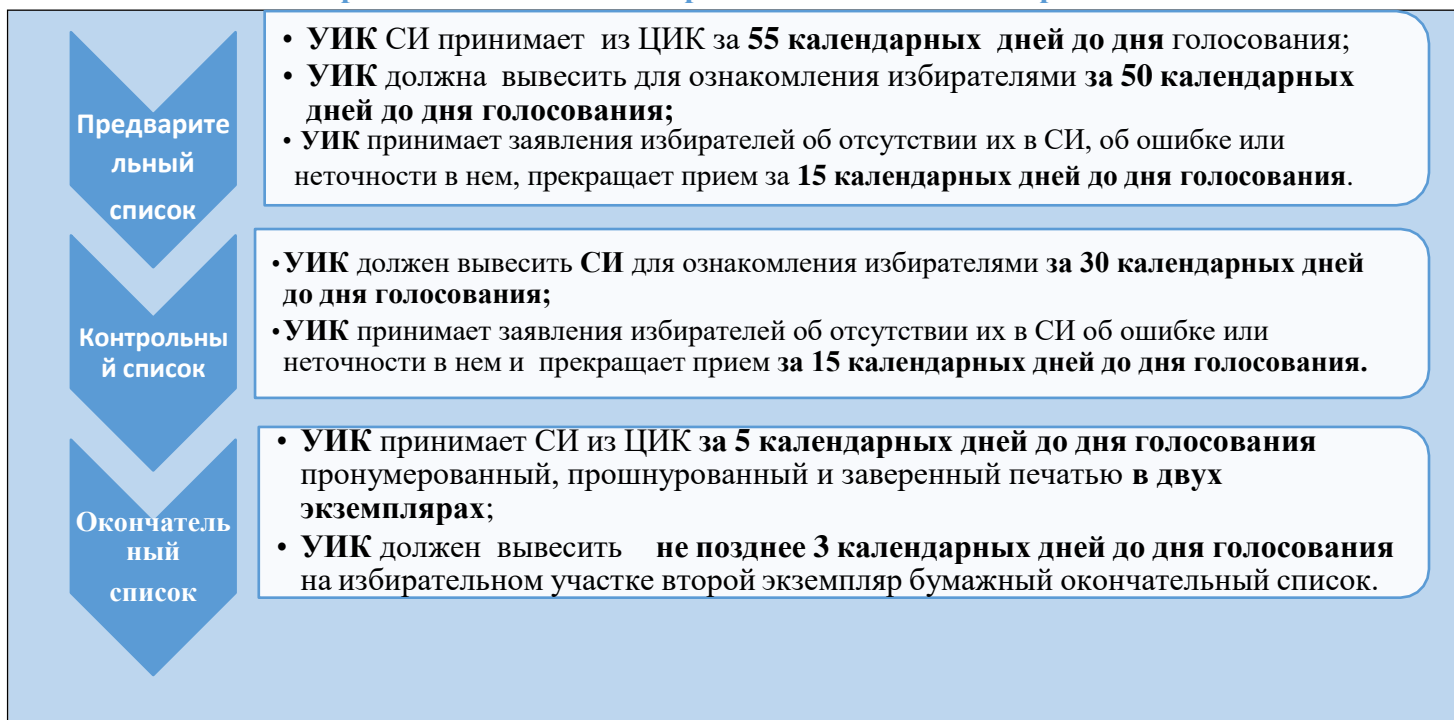 Предварите
льный
список
• УИК СИ принимает из ЦИК за 55 календарных дней до дня голосования;
• УИК должна вывесить для ознакомления избирателями за 50 календарных
дней до дня голосования;
• УИК принимает заявления избирателей об отсутствии их в СИ, об ошибке или
неточности в нем, прекращает прием за 15 календарных дней до дня голосования.
Контрольны
й список
• УИК должен вывесить СИ для ознакомления избирателями за 30 календарных дней
до дня голосования;
• УИК принимает заявления избирателей об отсутствии их в СИ об ошибке или
неточности в нем и прекращает прием за 15 календарных дней до дня голосования.
Окончатель
ный
список
• УИК принимает СИ из ЦИК за 5 календарных дней до дня голосования
пронумерованный, прошнурованный и заверенный печатью в двух
экземплярах;
• УИК должен вывесить не позднее 3 календарных дней до дня голосования
на избирательном участке второй экземпляр бумажный окончательный список.